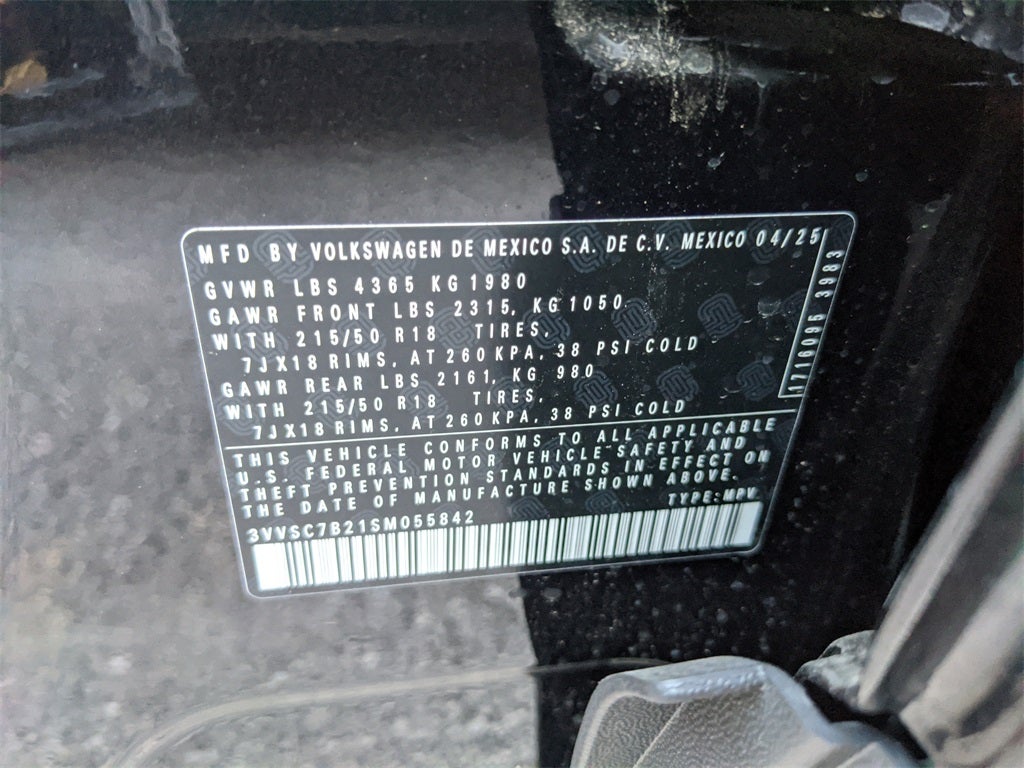 MFD BY VOLKSWAGEN DE MEXICO S.A. DE C.V. MEXICO 04/25
GVWR LBS 4365 KG 1980
GAWR FRONT LBS 2315, KG 1050
WITH 215/50 R18 TIRES,
7JX18 RIMS, AT 260 KPA, 38 PSI COLD
GAWR REAR LBS 2161, KG 980
WITH 215/50 R18 TIRES,
7JX18 RIMS, AT 260 KPA, 38 PSI COLD
1716095 3983
THIS VEHICLE CONFORMS TO ALL APPLICABLE
U.S. FEDERAL MOTOR VEHICLE SAFETY AND
THEFT PREVENTION STANDARDS IN EFFECT ON
THE DATE OF MANUFACTURE SHOWN ABOVE.
TYPE: MPV
3VVSC7B21SM055842